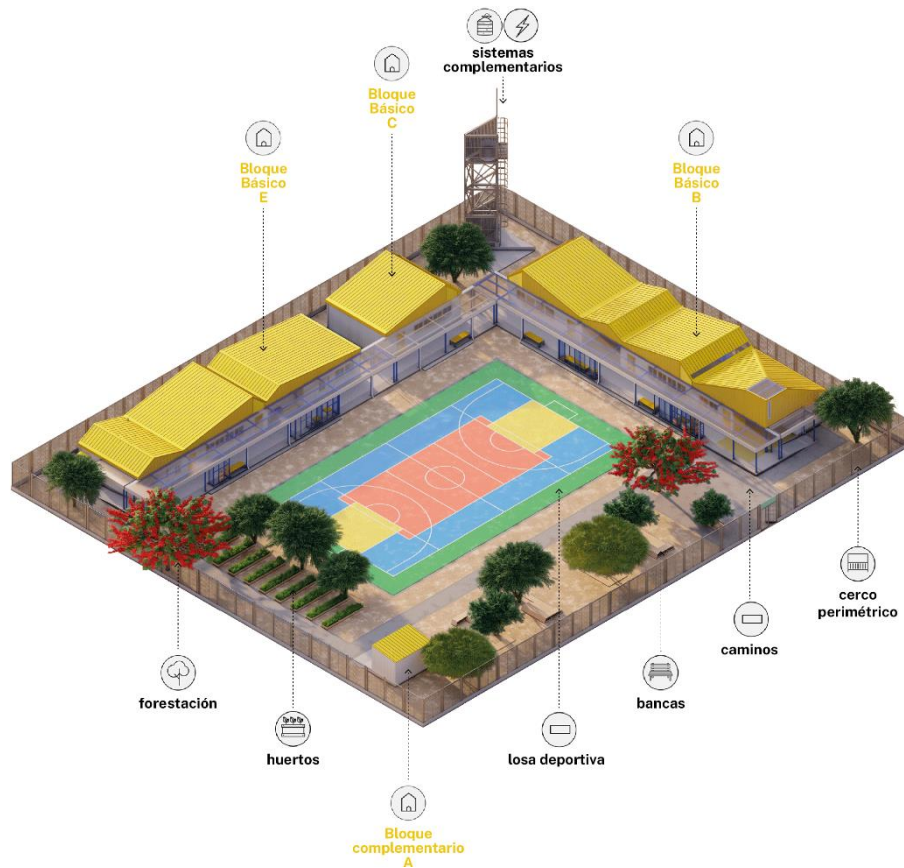 sistemas
complementarios
Bloque
Básico
C
Bloque
Básico
E
Bloque
Básico
B
cerco
perimétrico
caminos
forestación
bancas
huertos
losa deportiva
Bloque
complementario
A